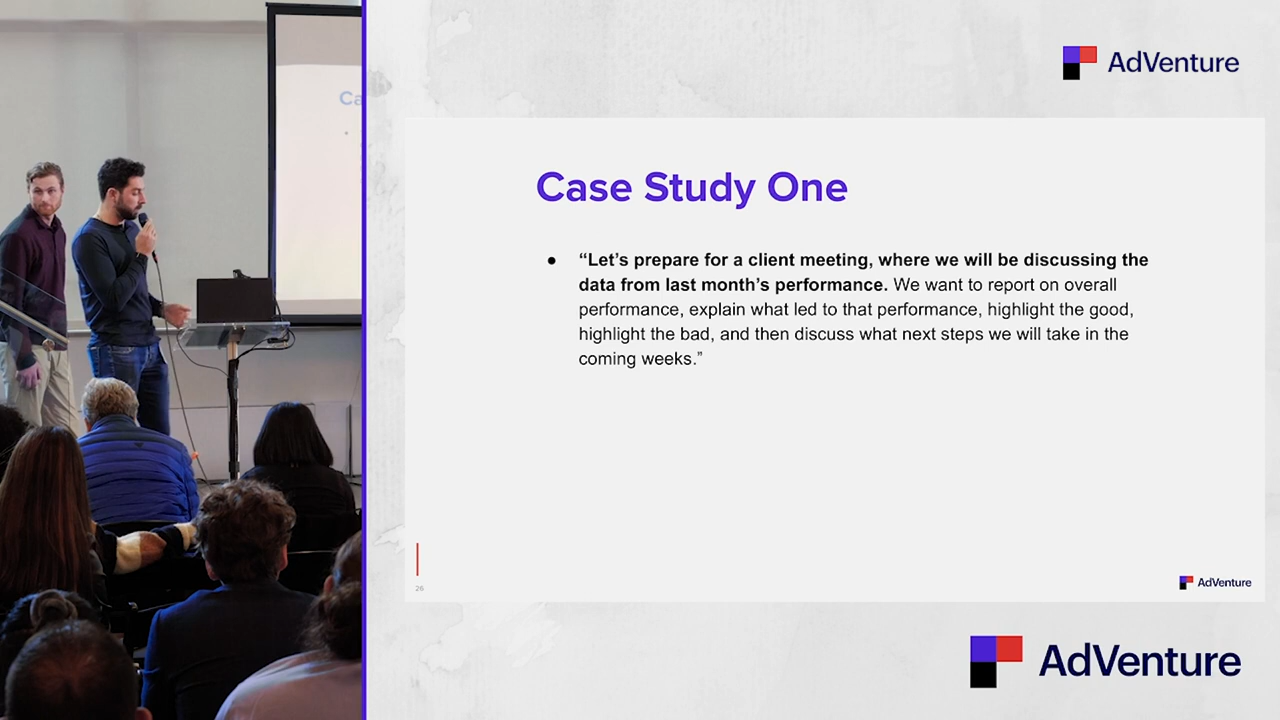 AdVenture
Ca
Case Study One
● “Let’s prepare for a client meeting, where we will be discussing the
data from last month’s performance. We want to report on overall
performance, explain what led to that performance, highlight the good,
highlight the bad, and then discuss what next steps we will take in the
coming weeks.”
26
AdVenture
AdVenture